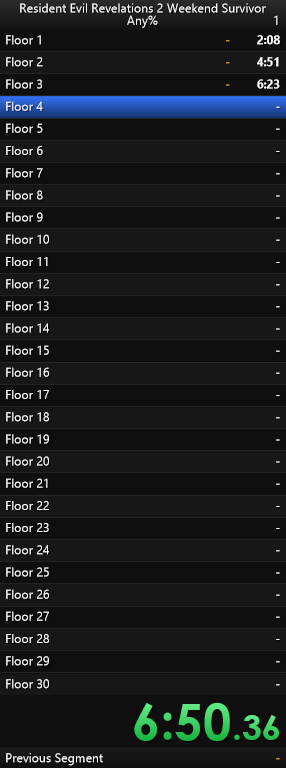 Resident Evil Revelations 2 Weekend Survivor
Any% 1
Floor 1 - 2:08
Floor 2 - 4:51
Floor 3 - 6:23
Floor 4 -
Floor 5 -
Floor 6 -
Floor 7 -
Floor 8 -
Floor 9 -
Floor 10 -
Floor 11 -
Floor 12 -
Floor 13 -
Floor 14 -
Floor 15 -
Floor 16 -
Floor 17 -
Floor 18 -
Floor 19 -
Floor 20 -
Floor 21 -
Floor 22 -
Floor 23 -
Floor 24 -
Floor 25 -
Floor 26 -
Floor 27 -
Floor 28 -
Floor 29 -
Floor 30 -
6:50.36
Previous Segment -